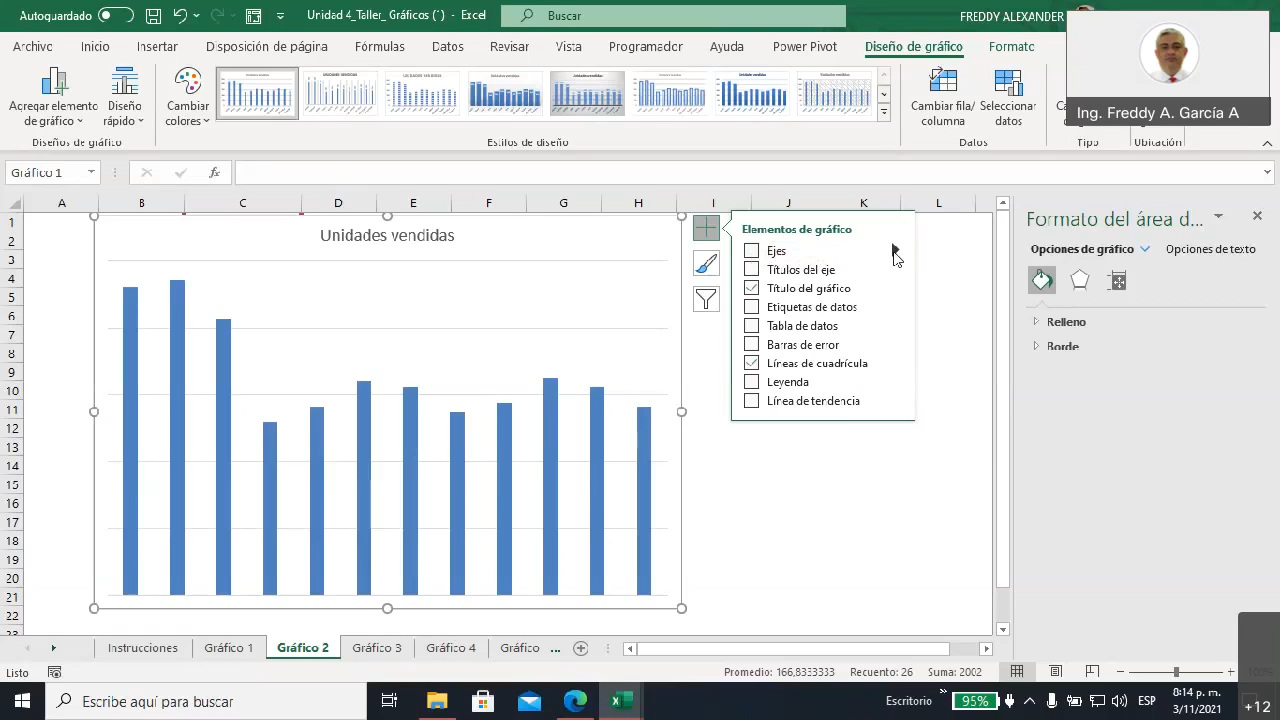 Autoguardado
Unidad 4_Taller_ Gráficos (1) - Excel
Buscar
FREDDY ALEXANDER
Archivo Inicio Insertar Disposición de página Fórmulas Datos Revisar Vista Programador Ayuda Power Pivot Diseño de gráfico Formato
Agregar elemento de gráfico
Diseño rápido
Cambiar colores
Cambiar fila/ columna
Seleccionar datos
Ing. Freddy A. García A
Diseños de gráfico Estilos de diseño Datos Tipo Ubicación
Gráfico 1
fx
A B C D E F G H I J K L
1
2
3
4
5
6
7
8
9
10
11
12
13
14
15
16
17
18
19
20
21
22
Unidades vendidas
Elementos de gráfico
Ejes
Títulos del eje
Título del gráfico
Etiquetas de datos
Tabla de datos
Barras de error
Líneas de cuadrícula
Leyenda
Línea de tendencia
Formato del área d...
Opciones de gráfico Opciones de texto
Relleno
Borde
Instrucciones Gráfico 1 Gráfico 2 Gráfico 3 Gráfico 4 Gráfico ...
Listo
Promedio: 166,8333333 Recuento: 26 Suma: 2002
100%
Escribe aquí para buscar
Escritorio
95%
ESP
8:14 p. m.
3/11/2021
+12